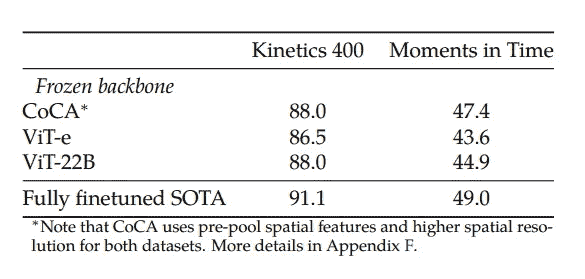 Kinetics 400 Moments in Time
Frozen backbone
CoCA* 88.0 47.4
ViT-e 86.5 43.6
ViT-22B 88.0 44.9
Fully finetuned SOTA 91.1 49.0
*Note that CoCA uses pre-pool spatial features and higher spatial reso-
lution for both datasets. More details in Appendix F.